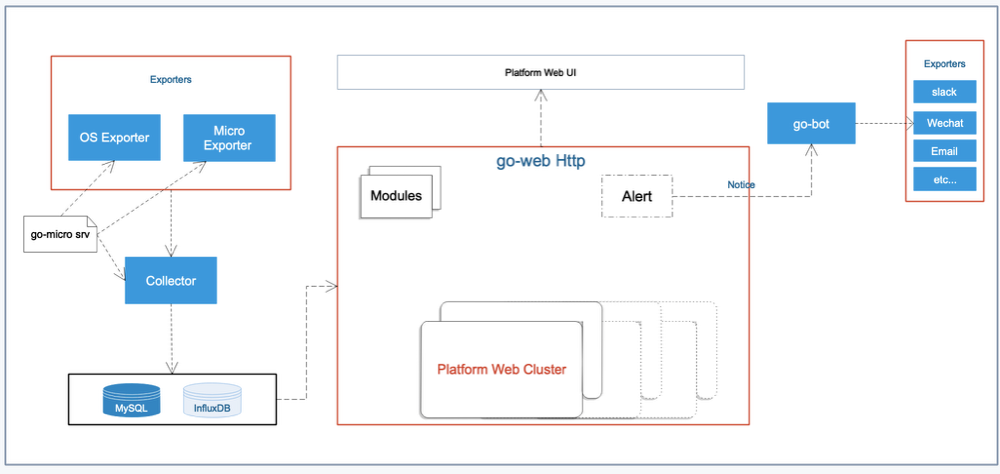 Exporters
OS Exporter
Micro
Exporter
go-micro srv
Collector
MySQL
InfluxDB
Platform Web UI
go-web Http
Modules
Alert
Notice
Platform Web Cluster
go-bot
Exporters
slack
Wechat
Email
etc...